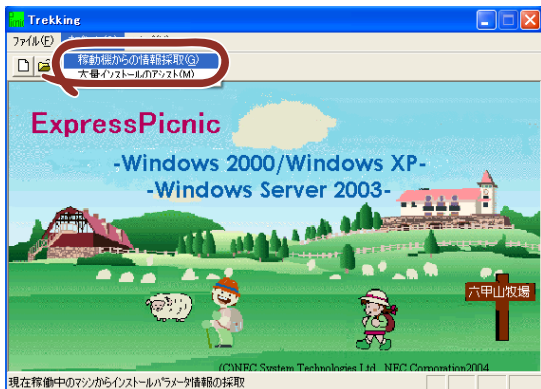 Trekking
ファイル(F)
稼動機からの情報採取(G)
大量インストールのアシスト(M)
ExpressPicnic
-Windows 2000/Windows XP-
-Windows Server 2003-
六甲山牧場
(C)NEC System Technologies Ltd., NEC Corporation2004
現在稼働中のマシンからインストールパラメータ情報の採取